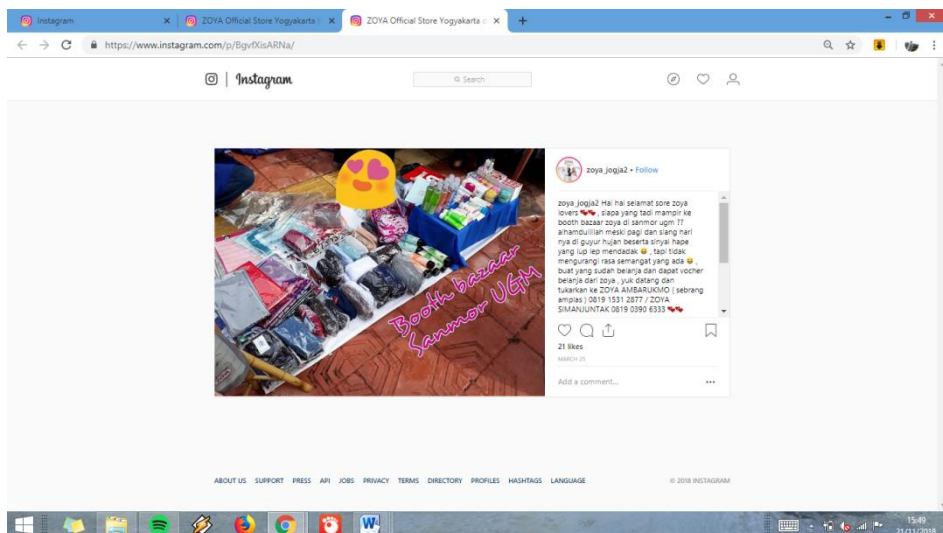 Instagram
ZOYA Official Store Yogyakarta
ZOYA Official Store Yogyakarta
https://www.instagram.com/p/BgvfXisARNa/
Instagram
Search
Booth bazaar
Sanmor UGM
zoya_jogja2 • Follow
zoya_jogja2 Hai hai selamat sore zoya
lovers , siapa yang tadi mampir ke
booth bazaar zoya di sanmor ugm ??
alhamdulillah meski pagi dan siang hari
nya di guyur hujan beserta sinyal hape
yang lup lep mendadak , tapi tidak
mengurangi rasa semangat yang ada ,
buat yang sudah belanja dan dapat vocher
belanja dari zoya , yuk datang dan
tukarkan ke ZOYA AMBARUKMO ( sebrang
amplas ) 0819 1531 2877 / ZOYA
SIMANJUNTAK 0819 0390 6333
21 likes
MARCH 25
Add a comment...
ABOUT US SUPPORT PRESS API JOBS PRIVACY TERMS DIRECTORY PROFILES HASHTAGS LANGUAGE
© 2018 INSTAGRAM
15:49
21/11/2018